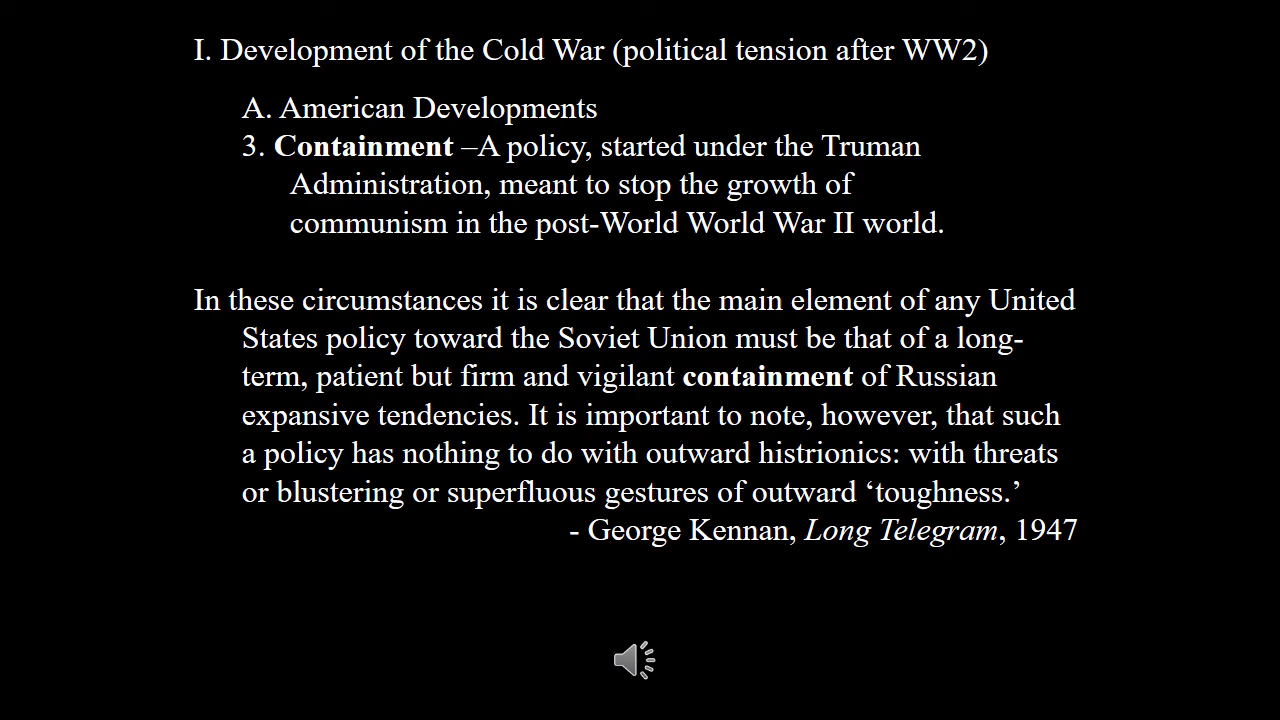 I. Development of the Cold War (political tension after WW2)
A. American Developments
3. Containment –A policy, started under the Truman
Administration, meant to stop the growth of
communism in the post-World World War II world.
In these circumstances it is clear that the main element of any United
States policy toward the Soviet Union must be that of a long-
term, patient but firm and vigilant containment of Russian
expansive tendencies. It is important to note, however, that such
a policy has nothing to do with outward histrionics: with threats
or blustering or superfluous gestures of outward ‘toughness.’
- George Kennan, Long Telegram, 1947